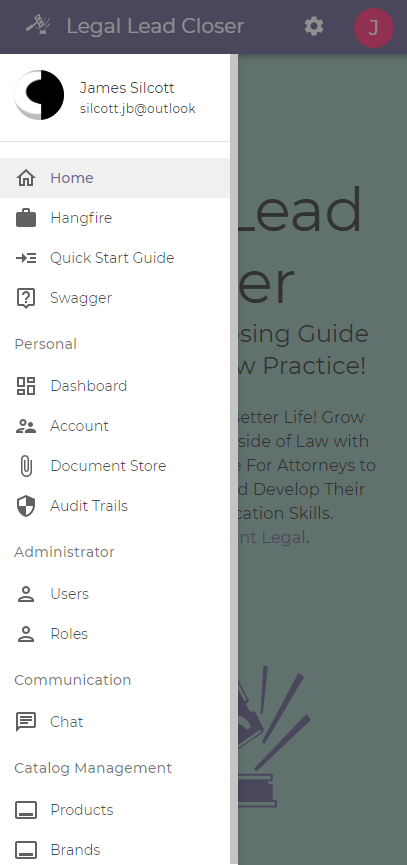 Legal Lead Closer
J
James Silcott
silcott.jb@outlook
Home
Hangfire
Quick Start Guide
Swagger
Personal
Dashboard
Account
Document Store
Audit Trails
Administrator
Users
Roles
Communication
Chat
Catalog Management
Products
Brands
Lead
er
sing Guide
w Practice!
Better Life! Grow
side of Law with
e For Attorneys to
d Develop Their
cation Skills.
nt Legal.